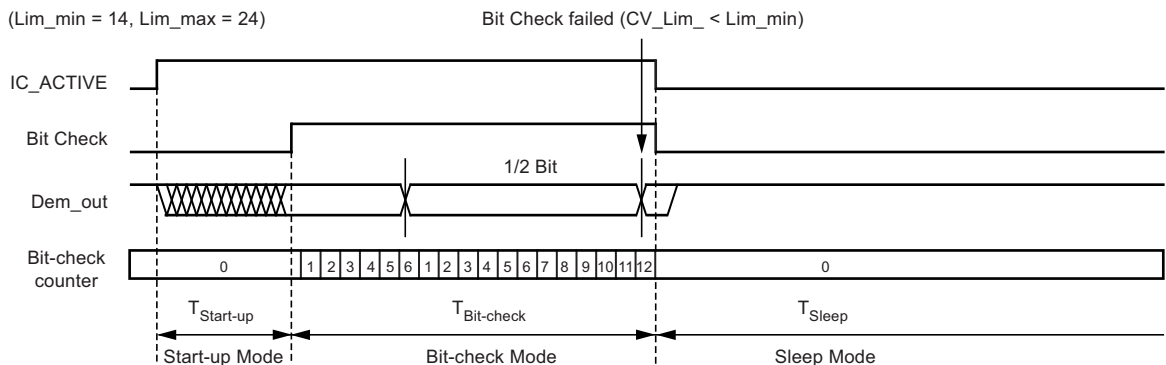 (Lim_min = 14, Lim_max = 24) Bit Check failed (CV_Lim_ < Lim_min)
IC_ACTIVE
Bit Check
1/2 Bit
Dem_out
Bit-check
counter
0 1 2 3 4 5 6 1 2 3 4 5 6 7 8 9 10 11 12 0
TStart-up TBit-check TSleep
Start-up Mode Bit-check Mode Sleep Mode